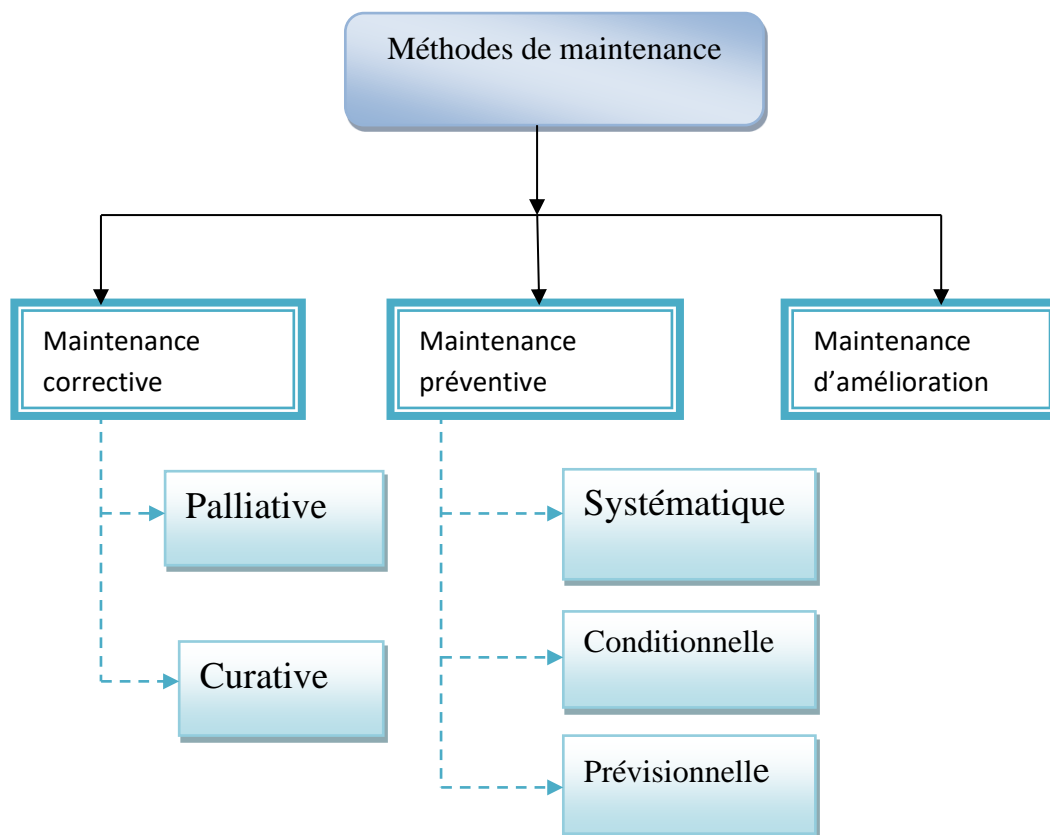 Méthodes de maintenance
Maintenance
corrective
Maintenance
préventive
Maintenance
d’amélioration
Palliative
Systématique
Curative
Conditionnelle
Prévisionnelle